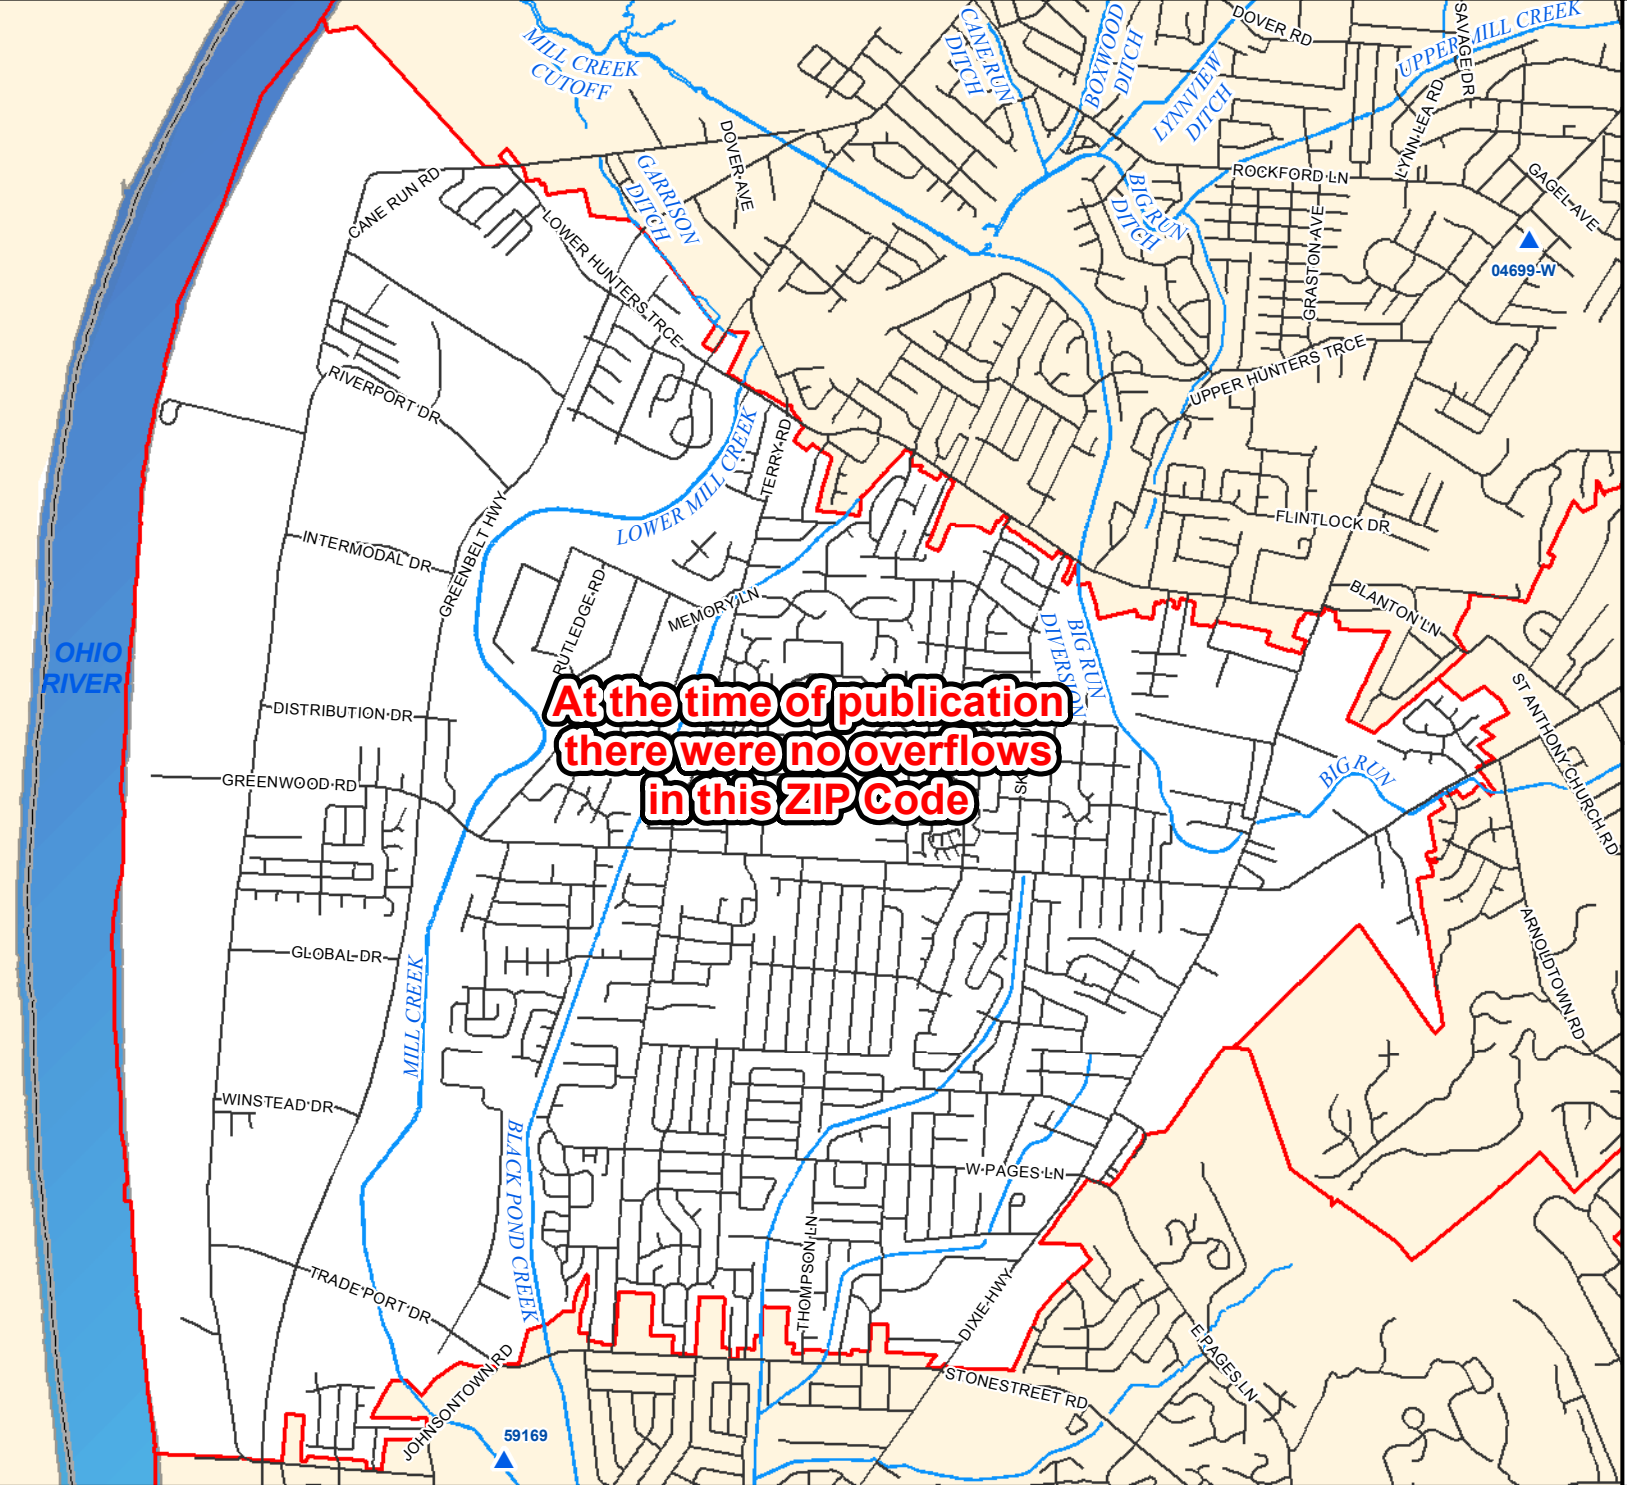 MILL CREEK
CUTOFF
CANE RUN
DITCH
BOXWOOD
DITCH
LYNNVIEW
DITCH
DOVER RD
SAVAGE DR
UPPER MILL CREEK
LYNN LEA RD
GAGEL AVE
ROCKFORD LN
GRASTON AVE
04699-W
DOVER AVE
GARRISON
DITCH
BIG RUN
DITCH
CANE RUN RD
LOWER HUNTERS TRCE
UPPER HUNTERS TRCE
RIVERPORT DR
TERRY RD
LOWER MILL CREEK
GREENBELT HWY
INTERMODAL DR
FLINTLOCK DR
BLANTON LN
RUTLEDGE RD
MEMORY LN
BIG RUN
DIVERSION
OHIO
RIVER
ST ANTHONY CHURCH RD
DISTRIBUTION DR
At the time of publication
there were no overflows
in this ZIP Code
SK
BIG RUN
GREENWOOD RD
ARNOLDTOWN RD
GLOBAL DR
MILL CREEK
WINSTEAD DR
BLACK POND CREEK
W PAGES LN
THOMPSON LN
TRADE PORT DR
DIXIE HWY
E PAGES LN
STONESTREET RD
JOHNSONTOWN RD
59169